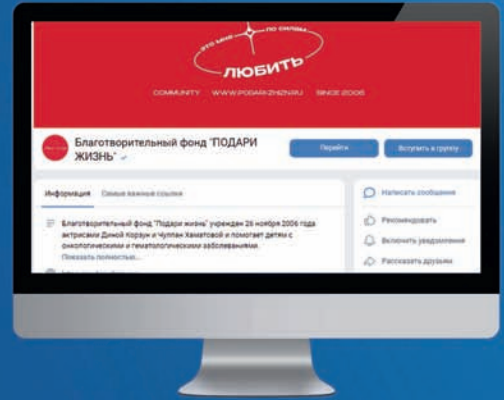 ЭТО МНЕ ПО СИЛАМ
ЛЮБИТЬ
COMMUNITY WWW.PODARI-ZHIZN.RU SINCE 2006
Благотворительный фонд "ПОДАРИ
ЖИЗНЬ"
Перейти
Вступить в группу
Информация Самые важные ссылки
Благотворительный фонд "Подари жизнь" учрежден 26 ноября 2006 года
актрисами Диной Корзун и Чулпан Хаматовой и помогает детям с
онкологическими и гематологическими заболеваниями.
Показать полностью...
Написать сообщение
Рекомендовать
Включить уведомления
Рассказать друзьям